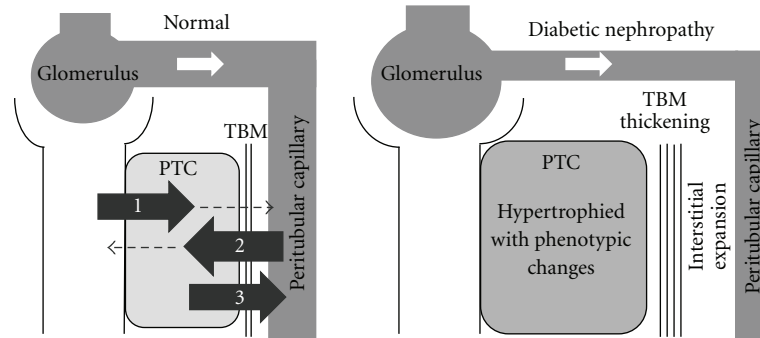 Normal
Glomerulus
TBM
PTC
1
2
3
Peritubular capillary
Diabetic nephropathy
Glomerulus
TBM
thickening
PTC
Hypertrophied
with phenotypic
changes
Interstitial
expansion
Peritubular capillary